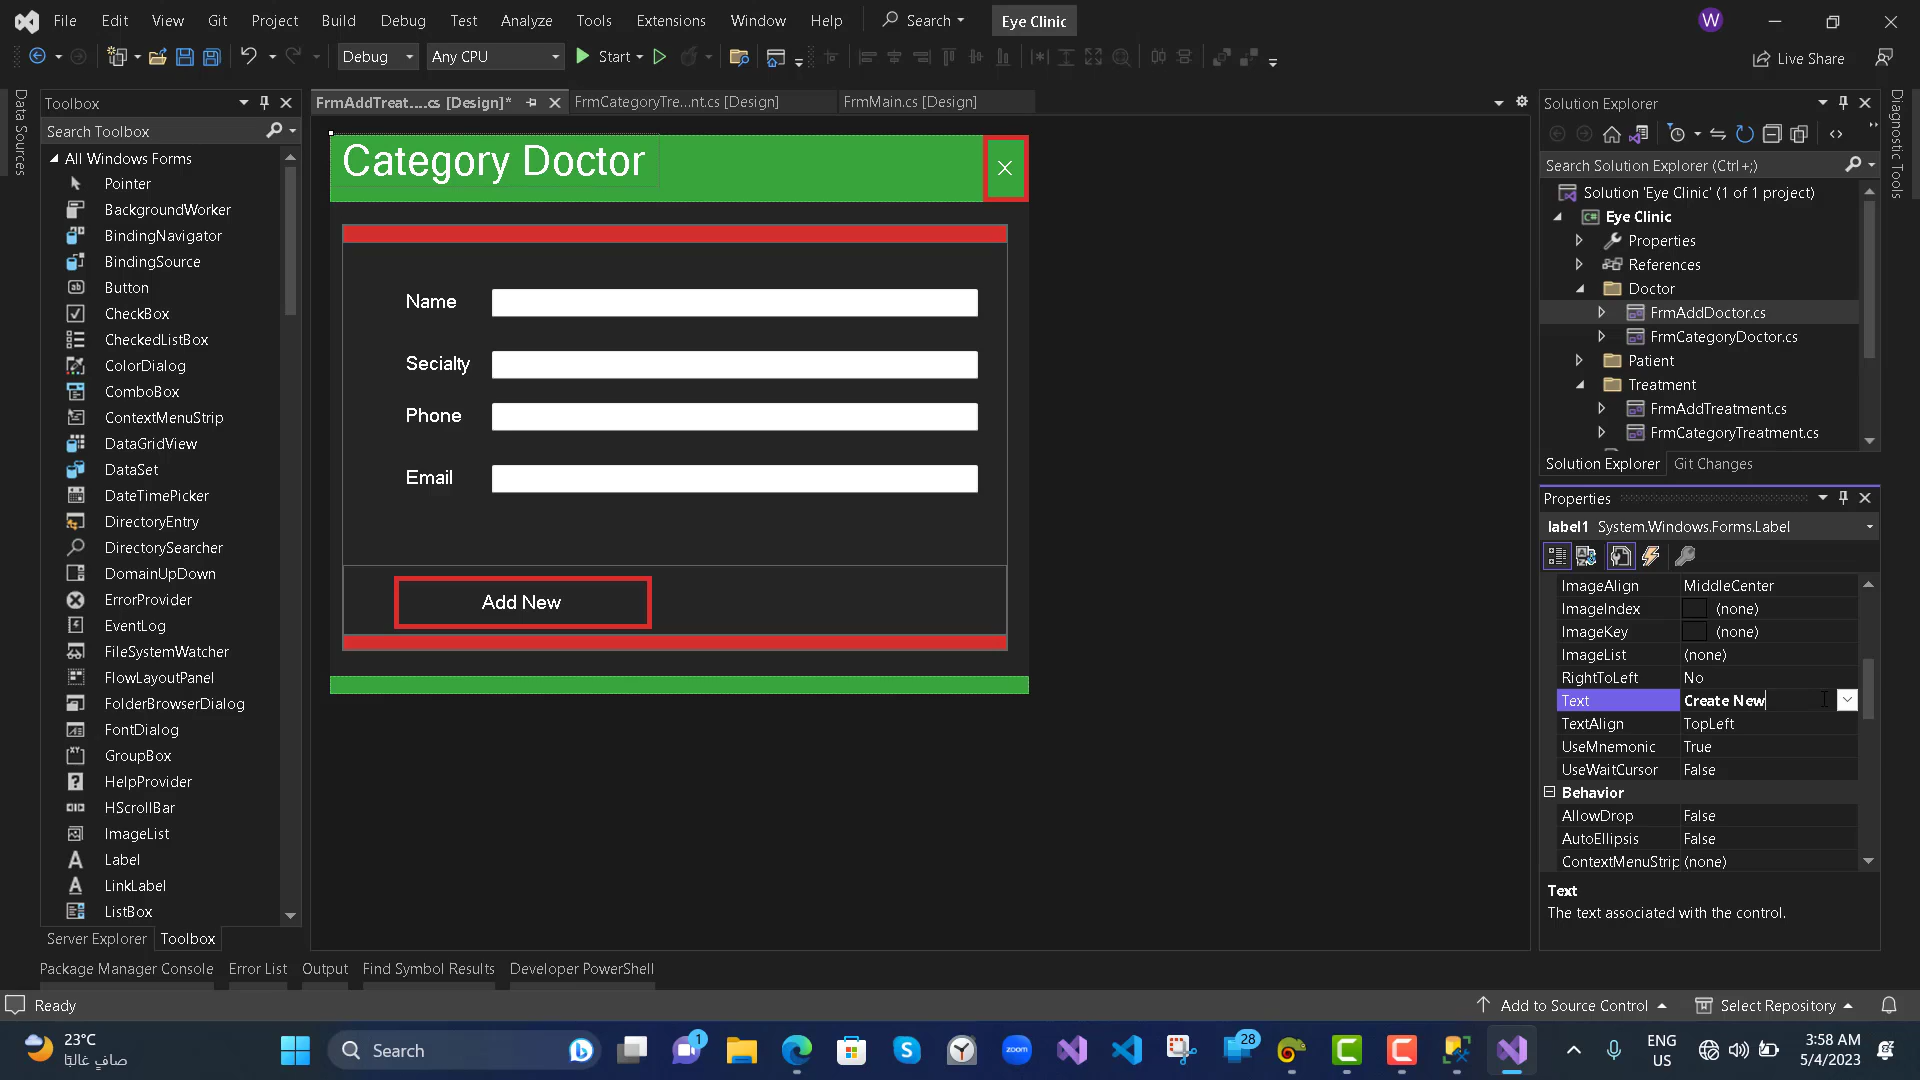 File Edit View Git Project Build Debug Test Analyze Tools Extensions Window Help Search Eye Clinic W
Debug Any CPU Start Live Share
Data Sources
Toolbox
Search Toolbox
All Windows Forms
Pointer
BackgroundWorker
BindingNavigator
BindingSource
Button
CheckBox
CheckedListBox
ColorDialog
ComboBox
ContextMenuStrip
DataGridView
DataSet
DateTimePicker
DirectoryEntry
DirectorySearcher
DomainUpDown
ErrorProvider
EventLog
FileSystemWatcher
FlowLayoutPanel
FolderBrowserDialog
FontDialog
GroupBox
HelpProvider
HScrollBar
ImageList
Label
LinkLabel
ListBox
Server Explorer Toolbox
FrmAddTreat....cs [Design]* FrmCategoryTre...nt.cs [Design] FrmMain.cs [Design]
Category Doctor
Name
Secialty
Phone
Email
Add New
Solution Explorer
Search Solution Explorer (Ctrl+;)
Solution 'Eye Clinic' (1 of 1 project)
Eye Clinic
Properties
References
Doctor
FrmAddDoctor.cs
FrmCategoryDoctor.cs
Patient
Treatment
FrmAddTreatment.cs
FrmCategoryTreatment.cs
Solution Explorer Git Changes
Properties
label1 System.Windows.Forms.Label
ImageAlign MiddleCenter
ImageIndex (none)
ImageKey (none)
ImageList (none)
RightToLeft No
Text Create New
TextAlign TopLeft
UseMnemonic True
UseWaitCursor False
Behavior
AllowDrop False
AutoEllipsis False
ContextMenuStrip (none)
Text
The text associated with the control.
Diagnostic Tools
Package Manager Console Error List Output Find Symbol Results Developer PowerShell
Ready Add to Source Control Select Repository
23°C
صافٍ غالبًا
Search
1
zoom
28
ENG
US
3:58 AM
5/4/2023